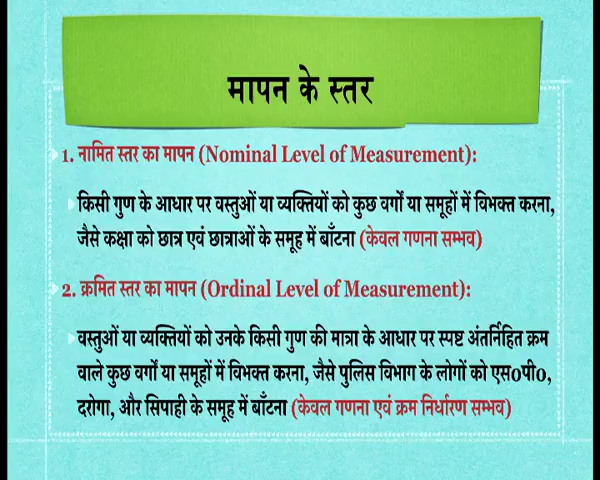 मापन के स्तर
1. नामित स्तर का मापन (Nominal Level of Measurement):
किसी गुण के आधार पर वस्तुओं या व्यक्तियों को कुछ वर्गों या समूहों में विभक्त करना,
जैसे कक्षा को छात्र एवं छात्राओं के समूह में बाँटना (केवल गणना सम्भव)
2. क्रमित स्तर का मापन (Ordinal Level of Measurement):
वस्तुओं या व्यक्तियों को उनके किसी गुण की मात्रा के आधार पर स्पष्ट अंतर्निहित क्रम
वाले कुछ वर्गों या समूहों में विभक्त करना, जैसे पुलिस विभाग के लोगों को एस0पी0,
दरोगा, और सिपाही के समूह में बाँटना (केवल गणना एवं क्रम निर्धारण सम्भव)